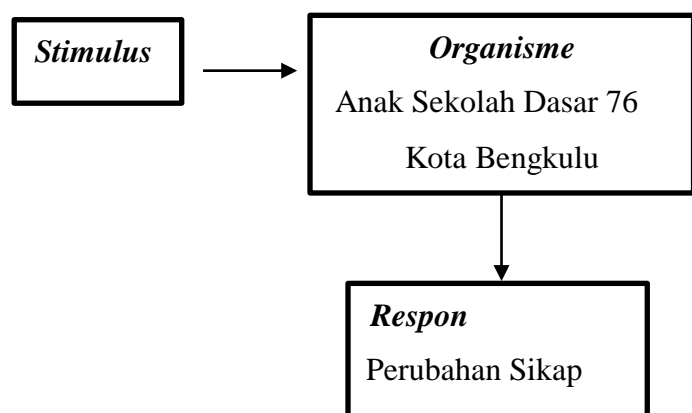 Stimulus
Organisme
Anak Sekolah Dasar 76
Kota Bengkulu
Respon
Perubahan Sikap